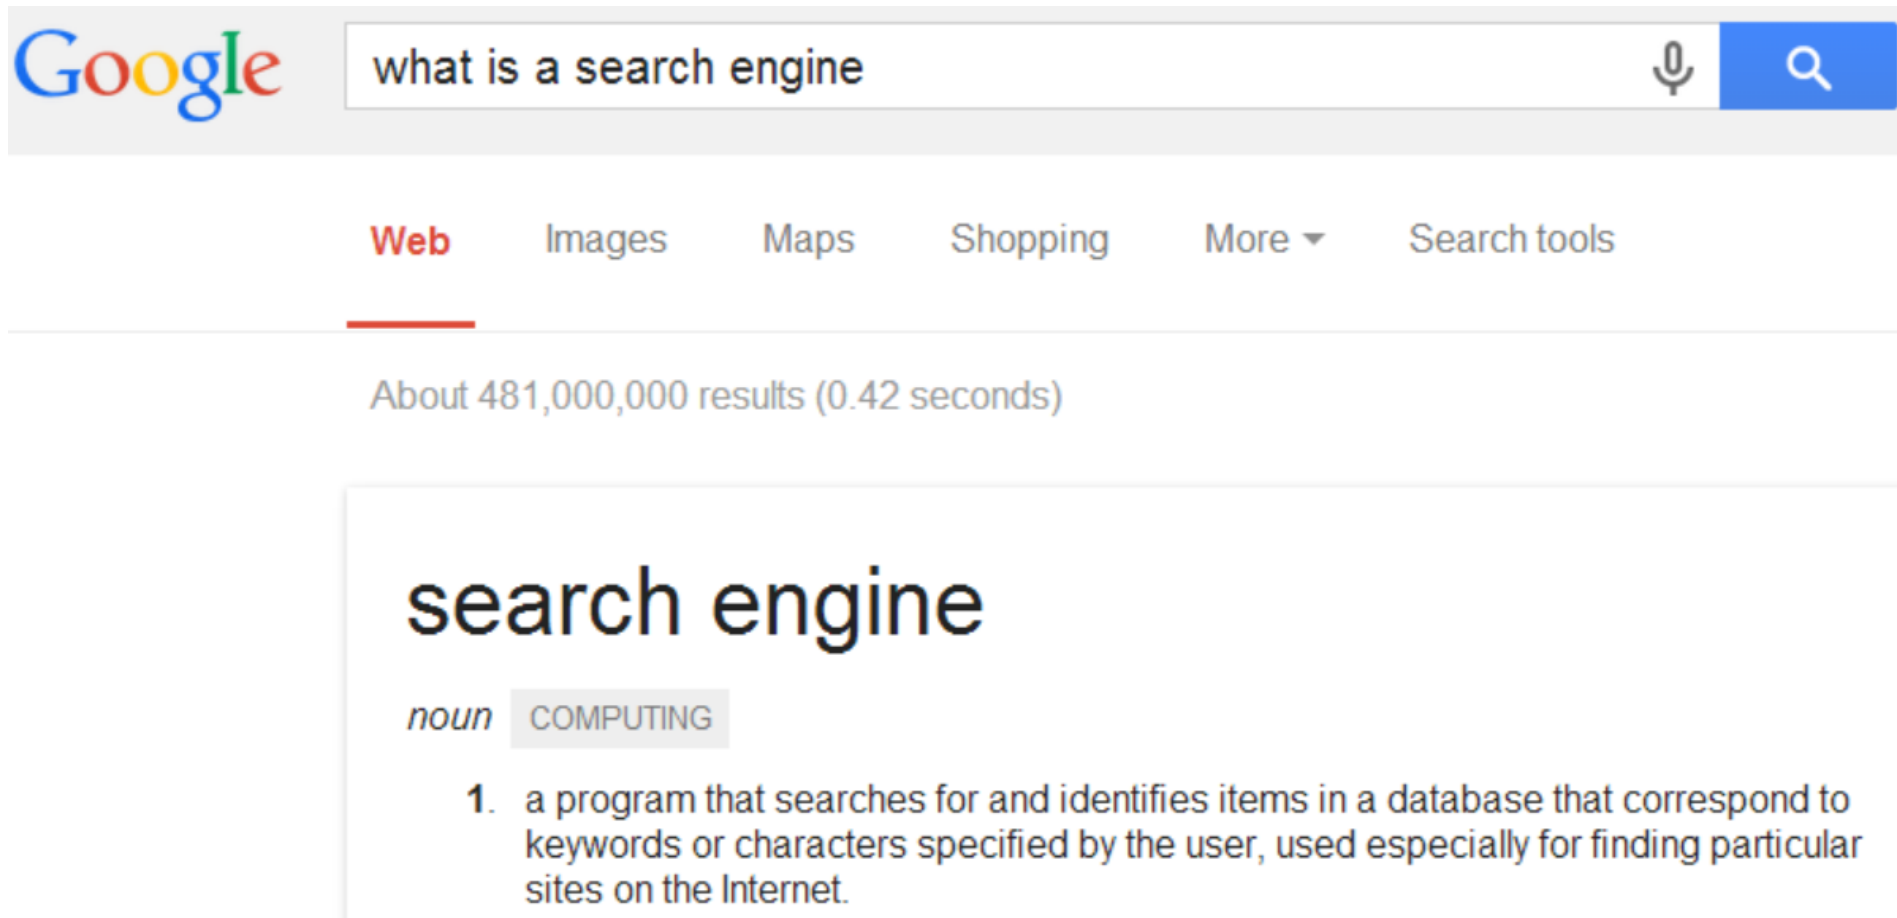 Google what is a search engine
Web Images Maps Shopping More Search tools
About 481,000,000 results (0.42 seconds)
search engine
noun COMPUTING
1. a program that searches for and identifies items in a database that correspond to
keywords or characters specified by the user, used especially for finding particular
sites on the Internet.